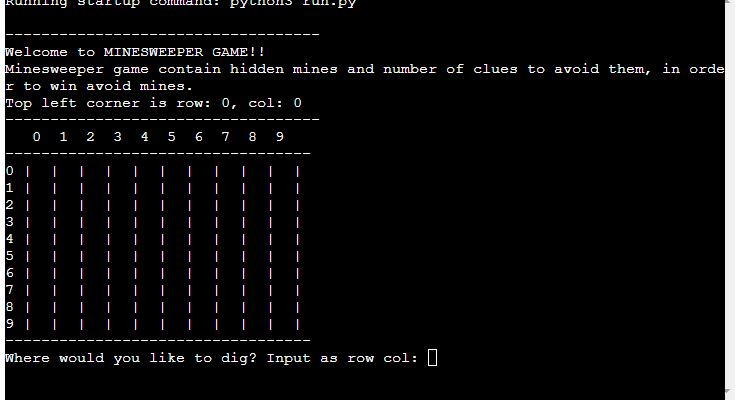 Running startup command: python3 run.py
-----------------------------------
Welcome to MINESWEEPER GAME!!
Minesweeper game contain hidden mines and number of clues to avoid them, in orde
r to win avoid mines.
Top left corner is row: 0, col: 0
-----------------------------------
   0  1  2  3  4  5  6  7  8  9
----------------------------------
0 |  |  |  |  |  |  |  |  |  |  |
1 |  |  |  |  |  |  |  |  |  |  |
2 |  |  |  |  |  |  |  |  |  |  |
3 |  |  |  |  |  |  |  |  |  |  |
4 |  |  |  |  |  |  |  |  |  |  |
5 |  |  |  |  |  |  |  |  |  |  |
6 |  |  |  |  |  |  |  |  |  |  |
7 |  |  |  |  |  |  |  |  |  |  |
8 |  |  |  |  |  |  |  |  |  |  |
9 |  |  |  |  |  |  |  |  |  |  |
----------------------------------
Where would you like to dig? Input as row col: